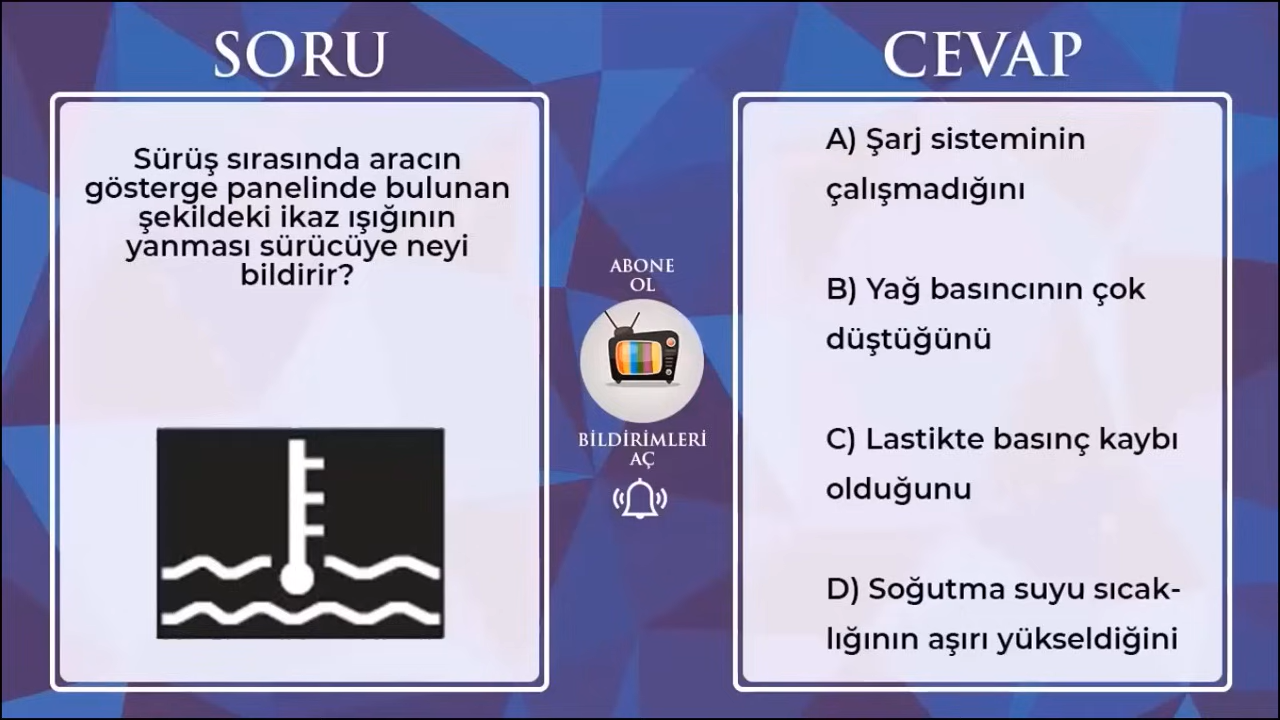 SORU
Sürüş sırasında aracın
gösterge panelinde bulunan
şekildeki ikaz ışığının
yanması sürücüye neyi
bildirir?
ABONE
OL
BİLDİRİMLERİ
AÇ
CEVAP
A) Şarj sisteminin
çalışmadığını
B) Yağ basıncının çok
düştüğünü
C) Lastikte basınç kaybı
olduğunu
D) Soğutma suyu sıcak-
lığının aşırı yükseldiğini